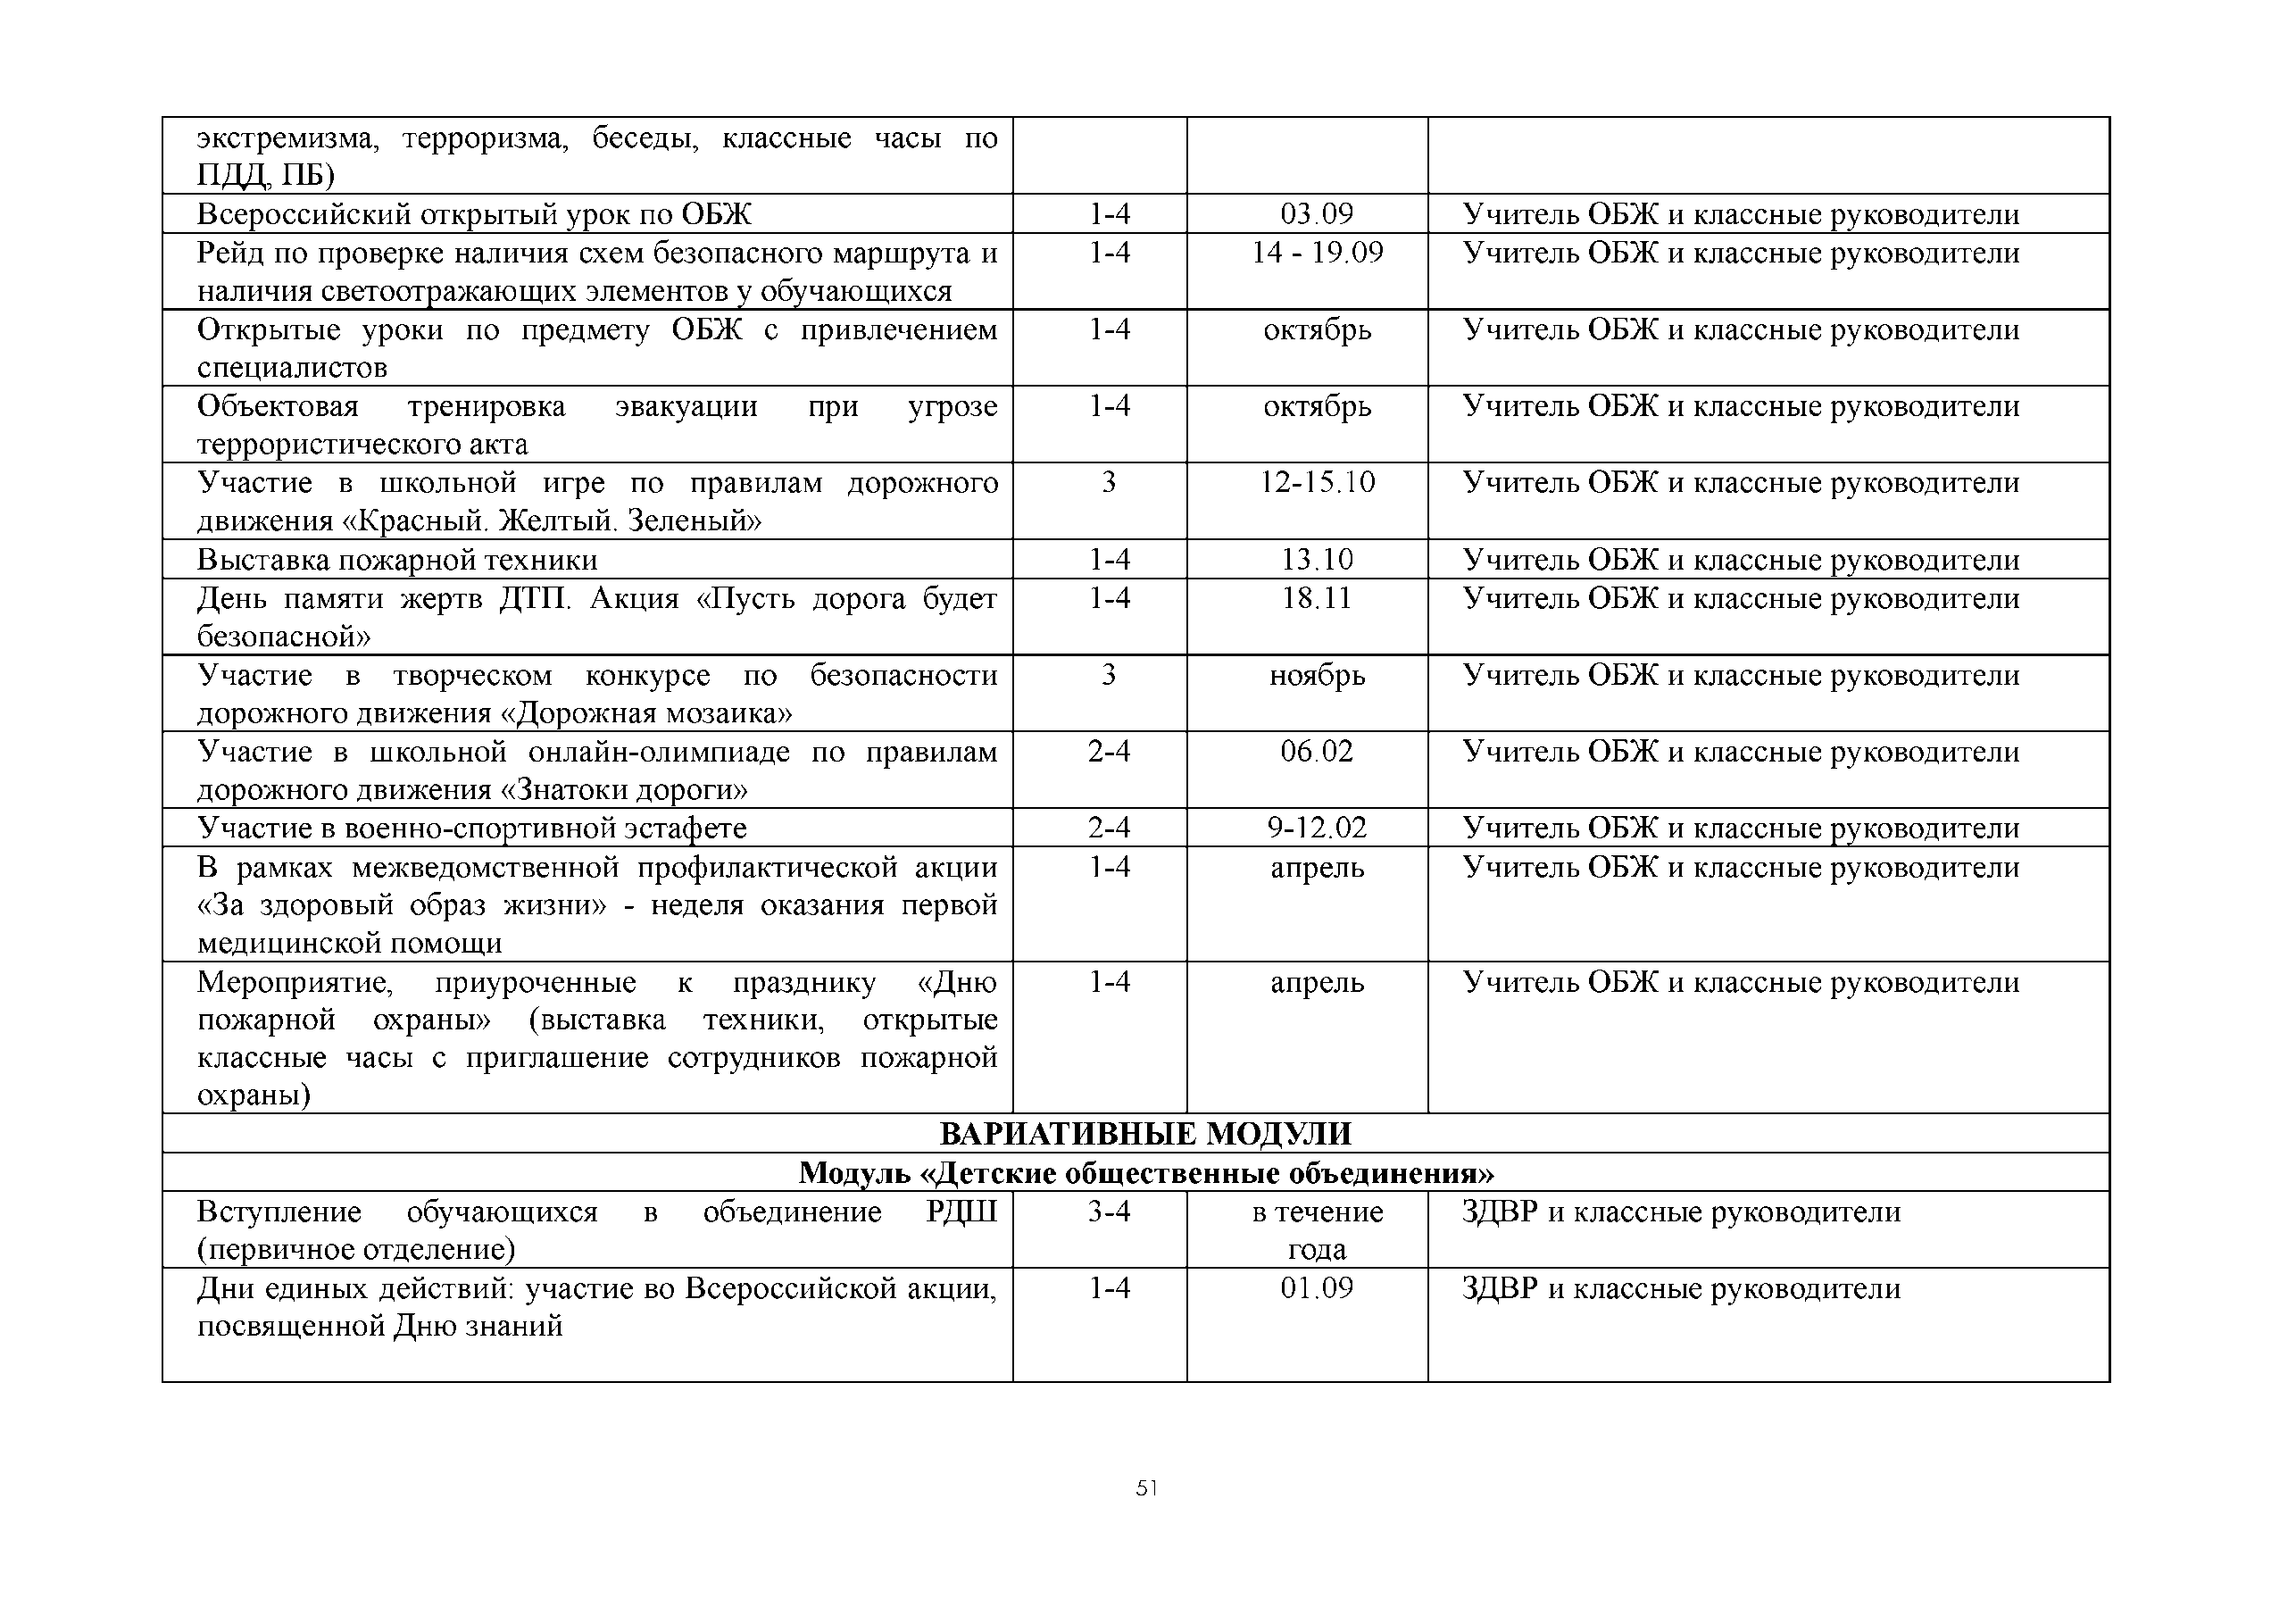 экстремизма, терроризма, беседы, классные часы по
ПДД, ПБ)
Всероссийский открытый урок по ОБЖ 1-4 03.09 Учитель ОБЖ и классные руководители
Рейд по проверке наличия схем безопасного маршрута и 1-4 14 - 19.09 Учитель ОБЖ и классные руководители
наличия светоотражающих элементов у обучающихся
Открытые уроки по предмету ОБЖ с привлечением 1-4 октябрь Учитель ОБЖ и классные руководители
специалистов
Объектовая тренировка эвакуации при угрозе 1-4 октябрь Учитель ОБЖ и классные руководители
террористического акта
Участие в школьной игре по правилам дорожного 3 12-15.10 Учитель ОБЖ и классные руководители
движения «Красный. Желтый. Зеленый»
Выставка пожарной техники 1-4 13.10 Учитель ОБЖ и классные руководители
День памяти жертв ДТП. Акция «Пусть дорога будет 1-4 18.11 Учитель ОБЖ и классные руководители
безопасной»
Участие в творческом конкурсе по безопасности 3 ноябрь Учитель ОБЖ и классные руководители
дорожного движения «Дорожная мозаика»
Участие в школьной онлайн-олимпиаде по правилам 2-4 06.02 Учитель ОБЖ и классные руководители
дорожного движения «Знатоки дороги»
Участие в военно-спортивной эстафете 2-4 9-12.02 Учитель ОБЖ и классные руководители
В рамках межведомственной профилактической акции 1-4 апрель Учитель ОБЖ и классные руководители
«За здоровый образ жизни» - неделя оказания первой
медицинской помощи
Мероприятие, приуроченные к празднику «Дню 1-4 апрель Учитель ОБЖ и классные руководители
пожарной охраны» (выставка техники, открытые
классные часы с приглашение сотрудников пожарной
охраны)
ВАРИАТИВНЫЕ МОДУЛИ
Модуль «Детские общественные объединения»
Вступление обучающихся в объединение РДШ 3-4 в течение ЗДВР и классные руководители
(первичное отделение) года
Дни единых действий: участие во Всероссийской акции, 1-4 01.09 ЗДВР и классные руководители
посвященной Дню знаний
51